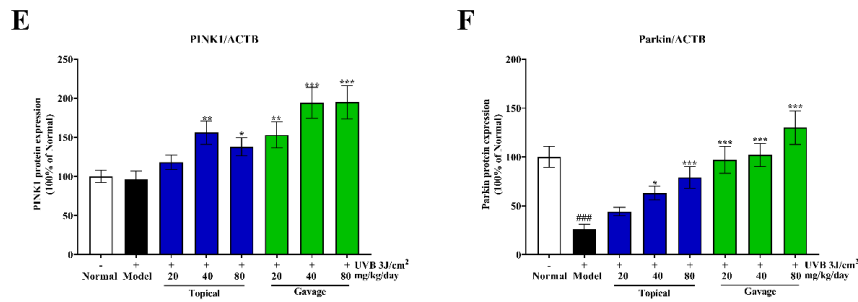 E
PINK1/ACTB
PINK1 protein expression
(100% of Normal)
250
200
150
100
50
0
** * ** *** ***
- + + + + + + + UVB 3J/cm2
Normal Model 20 40 80 20 40 80 mg/kg/day
Topical Gavage
F
Parkin/ACTB
Parkin protein expression
(100% of Normal)
200
150
100
50
0
### * *** *** *** ***
- + + + + + + + UVB 3J/cm2
Normal Model 20 40 80 20 40 80 mg/kg/day
Topical Gavage